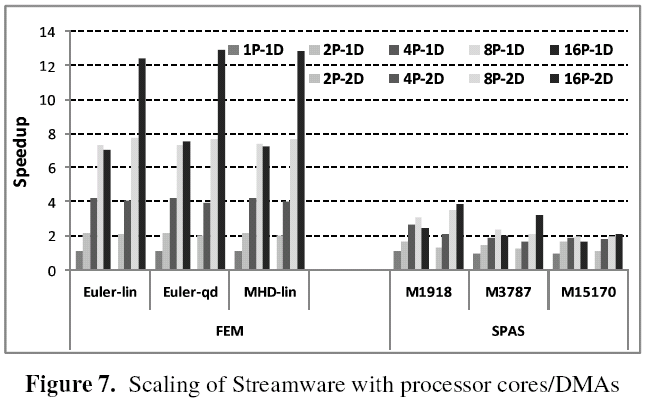 14
12
10
8
6
4
2
0
Speedup
1P-1D 2P-1D 4P-1D 8P-1D 16P-1D
2P-2D 4P-2D 8P-2D 16P-2D
Euler-lin Euler-qd MHD-lin M1918 M3787 M15170
FEM SPAS
Figure 7. Scaling of Streamware with processor cores/DMAs